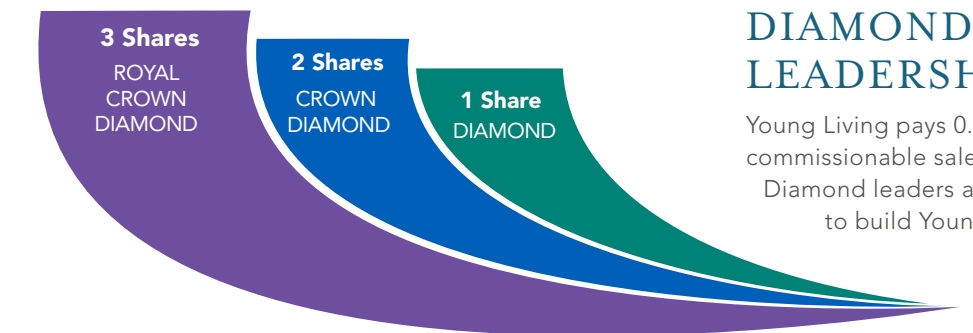 3 Shares
ROYAL
CROWN
DIAMOND
2 Shares
CROWN
DIAMOND
1 Share
DIAMOND
DIAMOND
LEADERSH
Young Living pays 0.
commissionable sale
Diamond leaders a
to build Youn